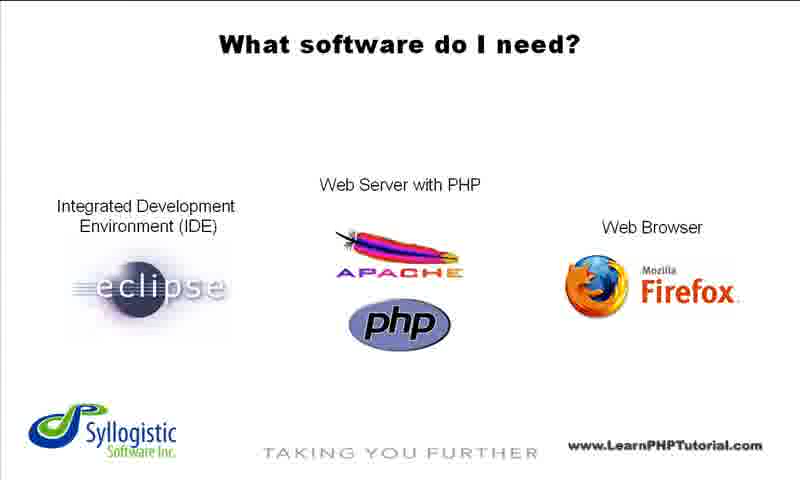 What software do I need?
Web Server with PHP
Integrated Development
Environment (IDE)
Web Browser
eclipse
APACHE
php
Mozilla
Firefox
Syllogistic
Software Inc.
TAKING YOU FURTHER
www.LearnPHPTutorial.com